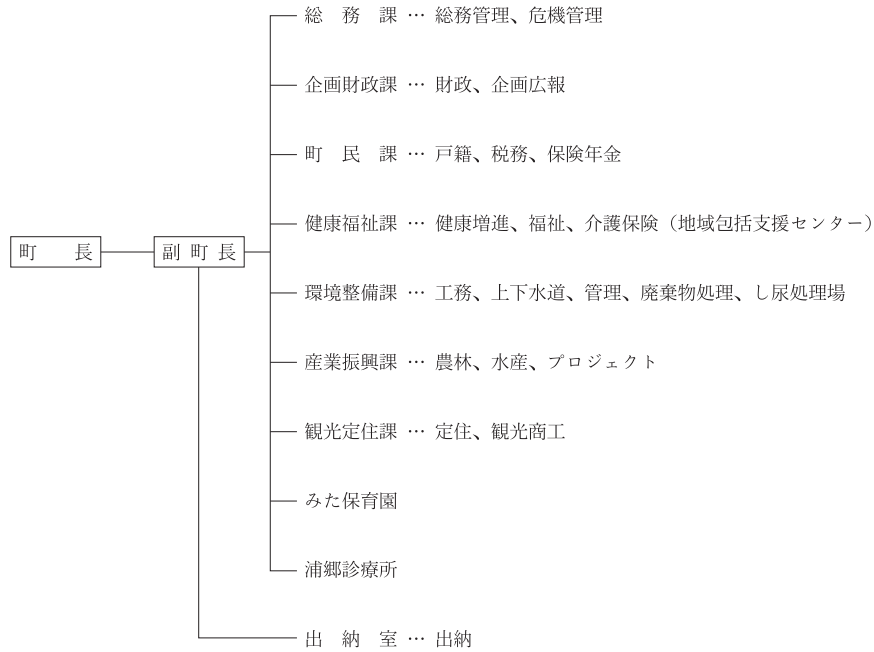 総務課 … 総務管理、危機管理
企画財政課 … 財政、企画広報
町民課 … 戸籍、税務、保険年金
健康福祉課 … 健康増進、福祉、介護保険（地域包括支援センター）
町長
副町長
環境整備課 … 工務、上下水道、管理、廃棄物処理、し尿処理場
産業振興課 … 農林、水産、プロジェクト
観光定住課 … 定住、観光商工
みた保育園
浦郷診療所
出納室 … 出納